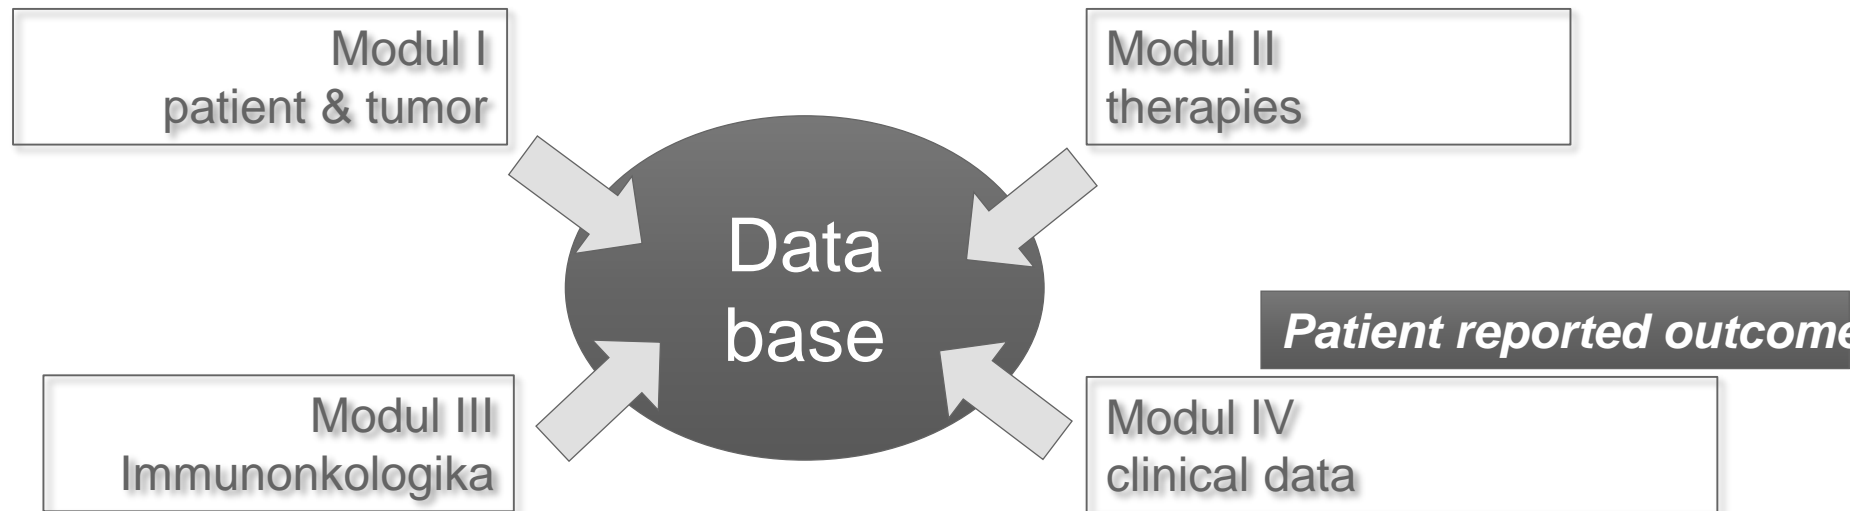 Modul I
patient & tumor
Modul II
therapies
Data
base
Patient reported outcome
Modul III
Immunonkologika
Modul IV
clinical data